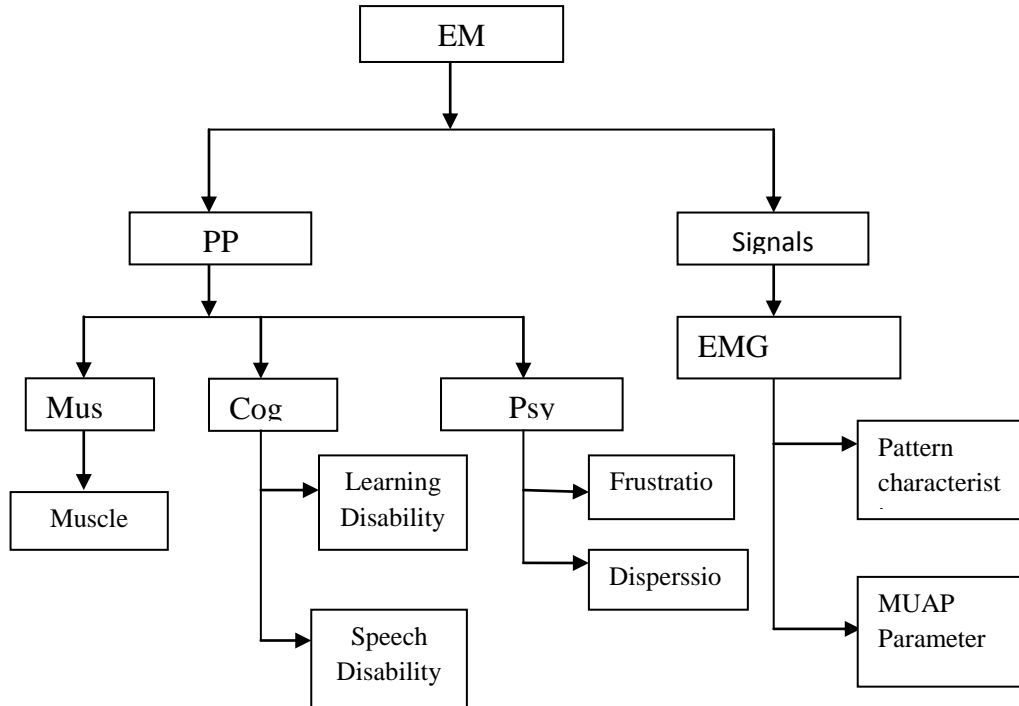 EM
PP
Signals
EMG
Mus
Cog
Psy
Pattern
characterist
Learning
Disability
Frustratio
Muscle
Disperssio
MUAP
Parameter
Speech
Disability